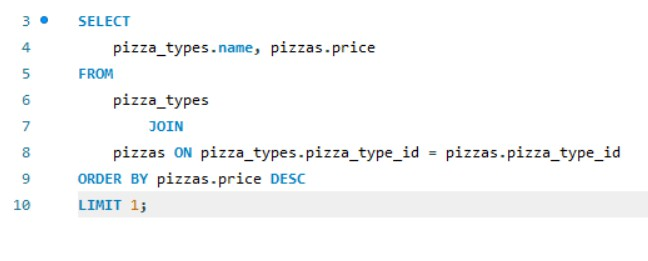 3 SELECT
4 pizza_types.name, pizzas.price
5 FROM
6 pizza_types
7 JOIN
8 pizzas ON pizza_types.pizza_type_id = pizzas.pizza_type_id
9 ORDER BY pizzas.price DESC
10 LIMIT 1;